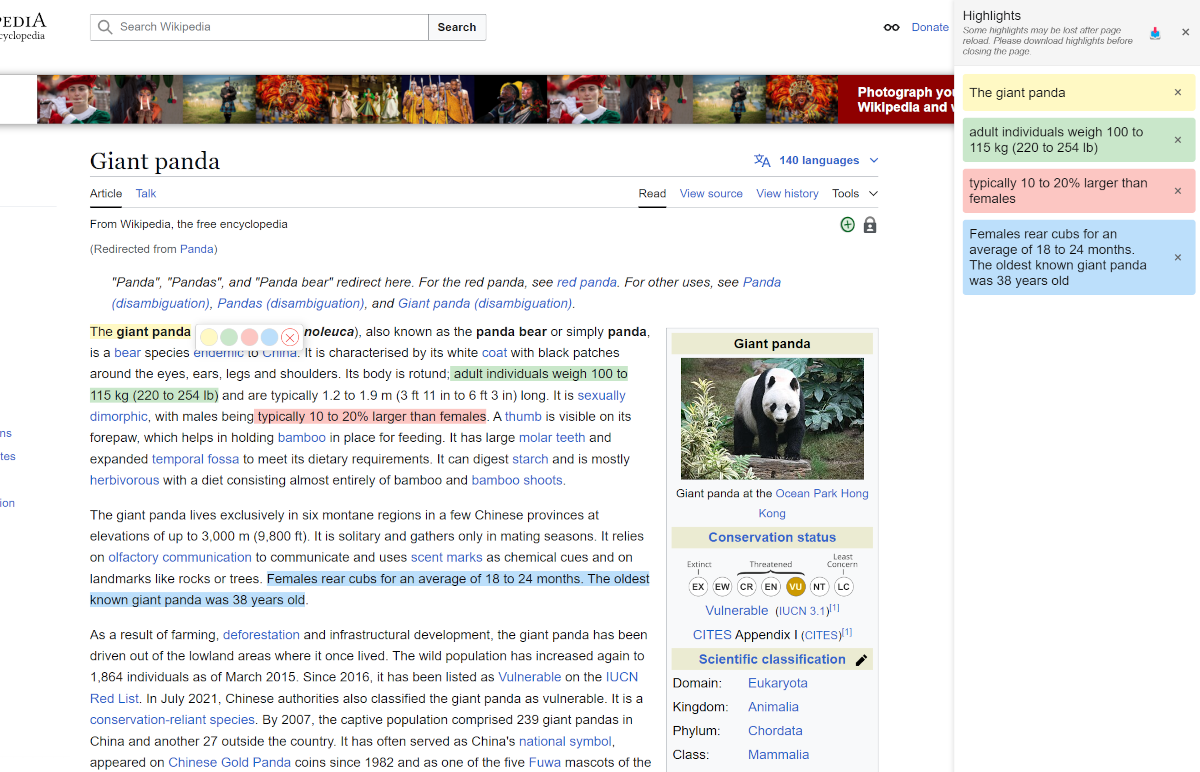 PEDIA
cyclopedia
Search Wikipedia
Search
Donate
Photograph you
Wikipedia and
Giant panda
140 languages
Article Talk
Read View source View history Tools
From Wikipedia, the free encyclopedia
(Redirected from Panda)
"Panda", "Pandas", and "Panda bear" redirect here. For the red panda, see red panda. For other uses, see Panda
(disambiguation), Pandas (disambiguation), and Giant panda (disambiguation).
The giant panda noleuca), also known as the panda bear or simply panda,
is a bear species endemic to China. It is characterised by its white coat with black patches
around the eyes, ears, legs and shoulders. Its body is rotund; adult individuals weigh 100 to
115 kg (220 to 254 lb) and are typically 1.2 to 1.9 m (3 ft 11 in to 6 ft 3 in) long. It is sexually
dimorphic, with males being typically 10 to 20% larger than females. A thumb is visible on its
forepaw, which helps in holding bamboo in place for feeding. It has large molar teeth and
expanded temporal fossa to meet its dietary requirements. It can digest starch and is mostly
herbivorous with a diet consisting almost entirely of bamboo and bamboo shoots.
The giant panda lives exclusively in six montane regions in a few Chinese provinces at
elevations of up to 3,000 m (9,800 ft). It is solitary and gathers only in mating seasons. It relies
on olfactory communication to communicate and uses scent marks as chemical cues and on
landmarks like rocks or trees. Females rear cubs for an average of 18 to 24 months. The oldest
known giant panda was 38 years old.
As a result of farming, deforestation and infrastructural development, the giant panda has been
driven out of the lowland areas where it once lived. The wild population has increased again to
1,864 individuals as of March 2015. Since 2016, it has been listed as Vulnerable on the IUCN
Red List. In July 2021, Chinese authorities also classified the giant panda as vulnerable. It is a
conservation-reliant species. By 2007, the captive population comprised 239 giant pandas in
China and another 27 outside the country. It has often served as China's national symbol,
appeared on Chinese Gold Panda coins since 1982 and as one of the five Fuwa mascots of the
ns
tes
ion
Giant panda
Giant panda at the Ocean Park Hong
Kong
Conservation status
Extinct Threatened Least
Concern
EX EW CR EN VU NT LC
Vulnerable (IUCN 3.1)[1]
CITES Appendix I (CITES)[1]
Scientific classification
Domain: Eukaryota
Kingdom: Animalia
Phylum: Chordata
Class: Mammalia
Highlights
Some highlights may be lost after page
reload. Please download highlights before
closing the page.
The giant panda
adult individuals weigh 100 to
115 kg (220 to 254 lb)
typically 10 to 20% larger than
females
Females rear cubs for an
average of 18 to 24 months.
The oldest known giant panda
was 38 years old